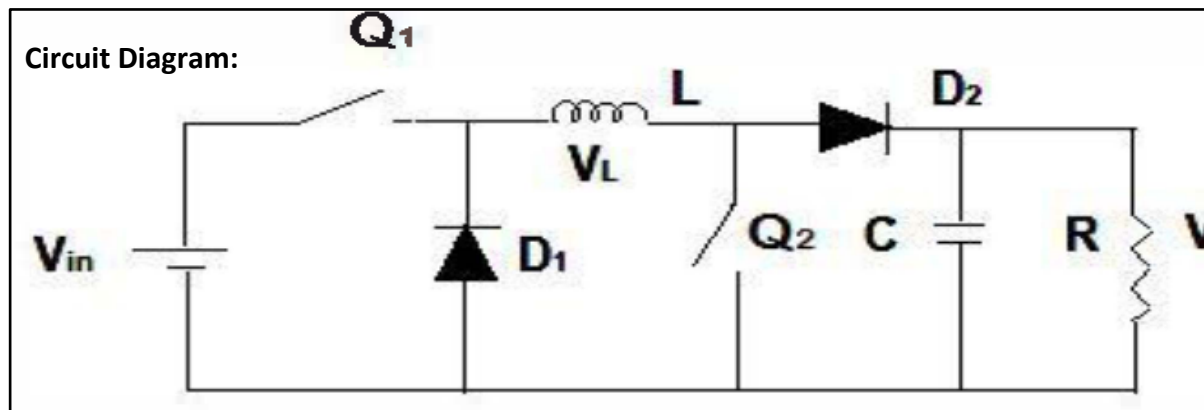 Circuit Diagram:
Q1
L
D2
VL
Vin
D1
Q2
C
R
V